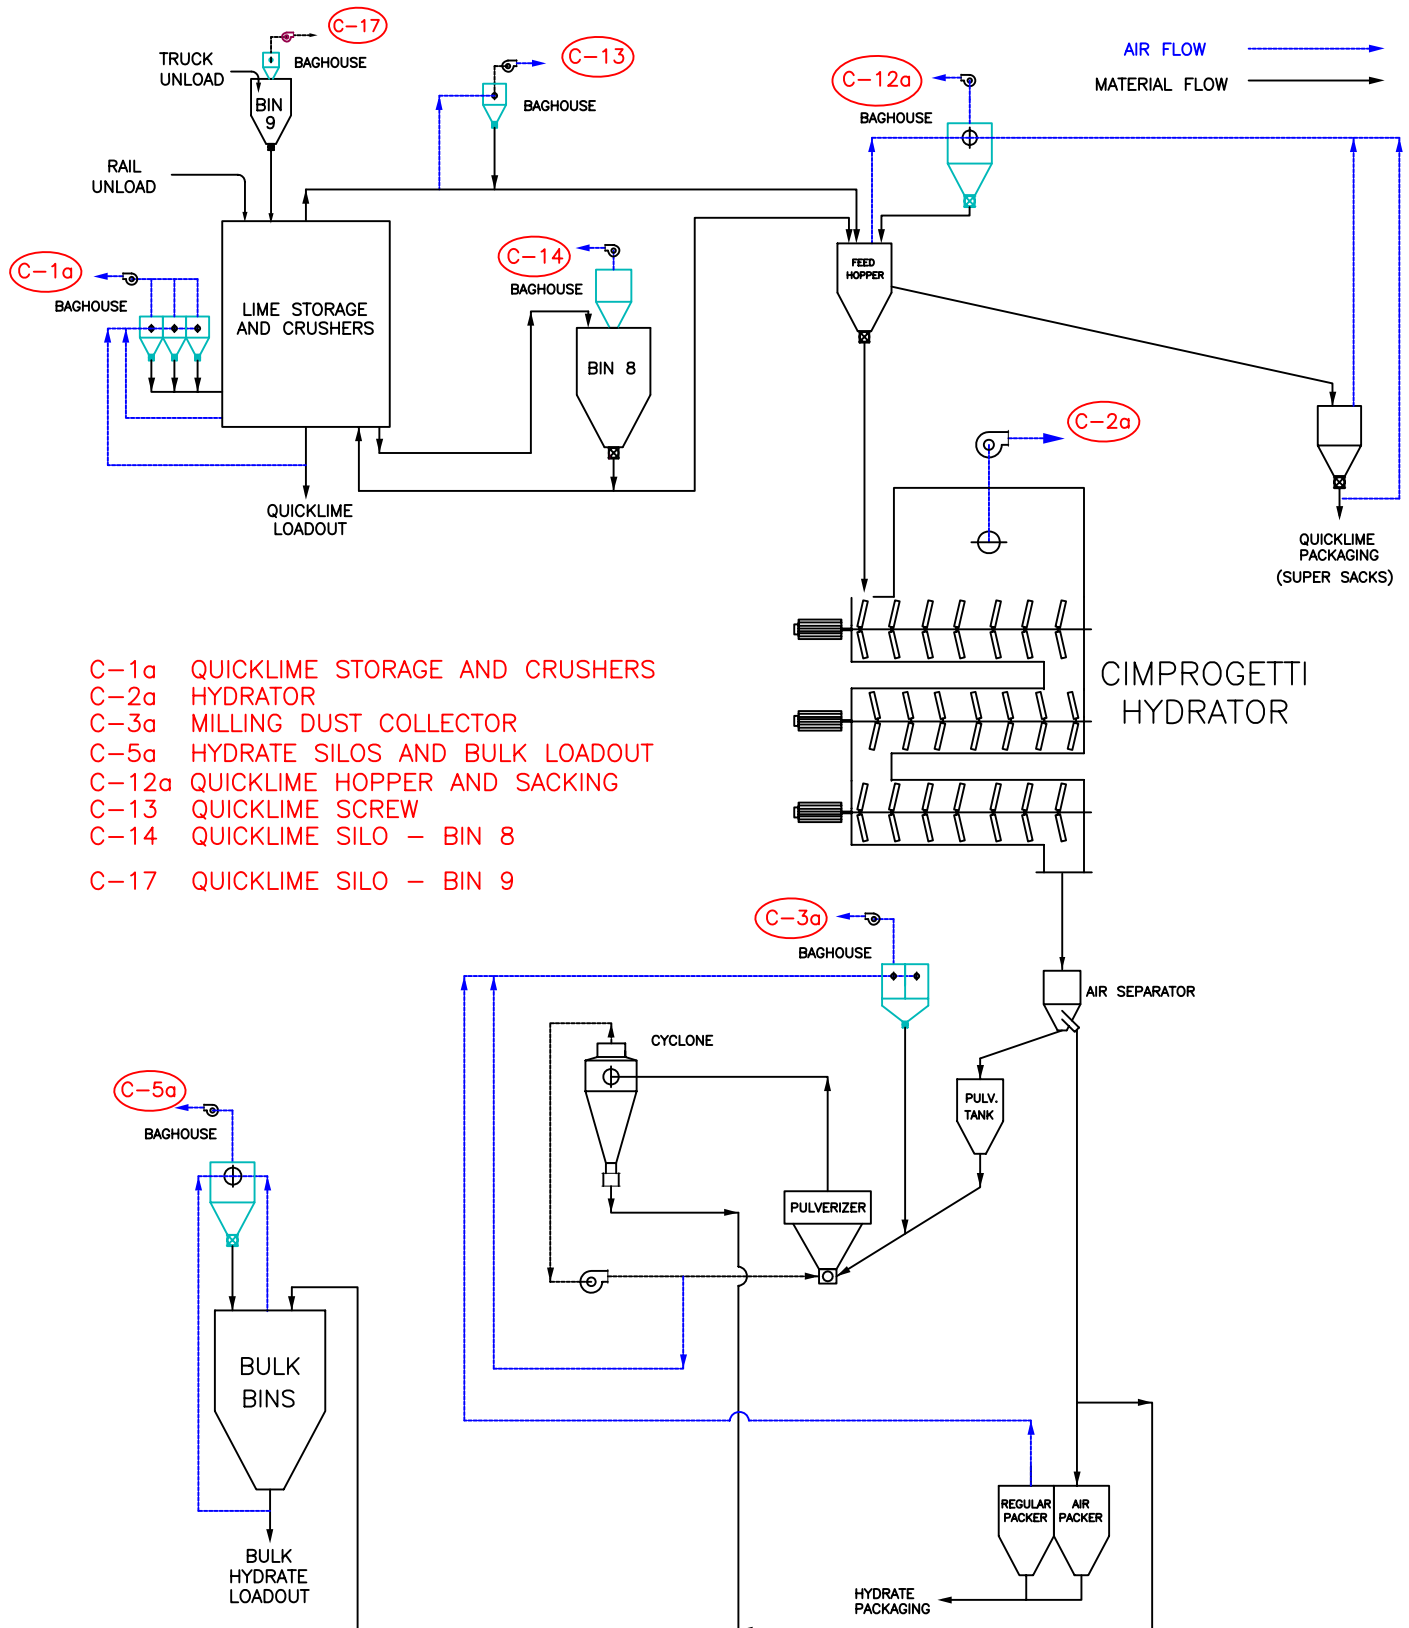 C-17
TRUCK
UNLOAD
BAGHOUSE
BIN
9
C-13
BAGHOUSE
C-12a
BAGHOUSE
AIR FLOW
MATERIAL FLOW
RAIL
UNLOAD
C-1a
BAGHOUSE
LIME STORAGE
AND CRUSHERS
C-14
BAGHOUSE
BIN 8
FEED
HOPPER
QUICKLIME
LOADOUT
C-2a
QUICKLIME
PACKAGING
(SUPER SACKS)
C-1a QUICKLIME STORAGE AND CRUSHERS
C-2a HYDRATOR
C-3a MILLING DUST COLLECTOR
C-5a HYDRATE SILOS AND BULK LOADOUT
C-12a QUICKLIME HOPPER AND SACKING
C-13 QUICKLIME SCREW
C-14 QUICKLIME SILO - BIN 8
C-17 QUICKLIME SILO - BIN 9
CIMPROGETTI
HYDRATOR
C-3a
BAGHOUSE
AIR SEPARATOR
CYCLONE
PULV.
TANK
PULVERIZER
C-5a
BAGHOUSE
BULK
BINS
BULK
HYDRATE
LOADOUT
REGULAR
PACKER
AIR
PACKER
HYDRATE
PACKAGING